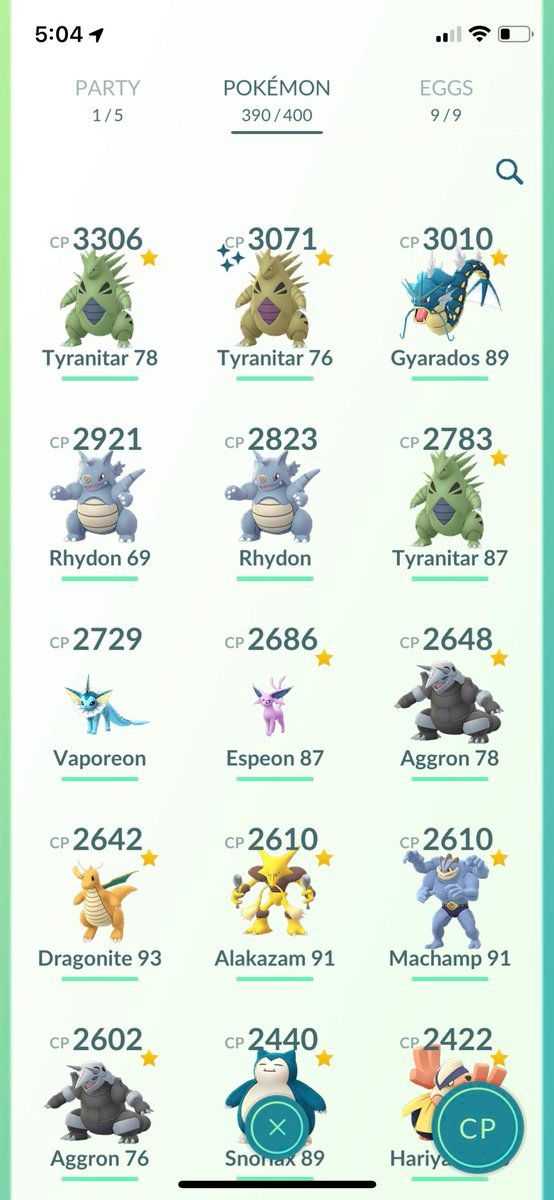 5:04
PARTY POKÉMON EGGS
1 / 5 390 / 400 9 / 9
CP 3306 CP 3071 CP 3010
Tyranitar 78 Tyranitar 76 Gyarados 89
CP 2921 CP 2823 CP 2783
Rhydon 69 Rhydon Tyranitar 87
CP 2729 CP 2686 CP 2648
Vaporeon Espeon 87 Aggron 78
CP 2642 CP 2610 CP 2610
Dragonite 93 Alakazam 91 Machamp 91
CP 2602 CP 2440 CP 2422
CP
Aggron 76 Snorlax 89 Hariya